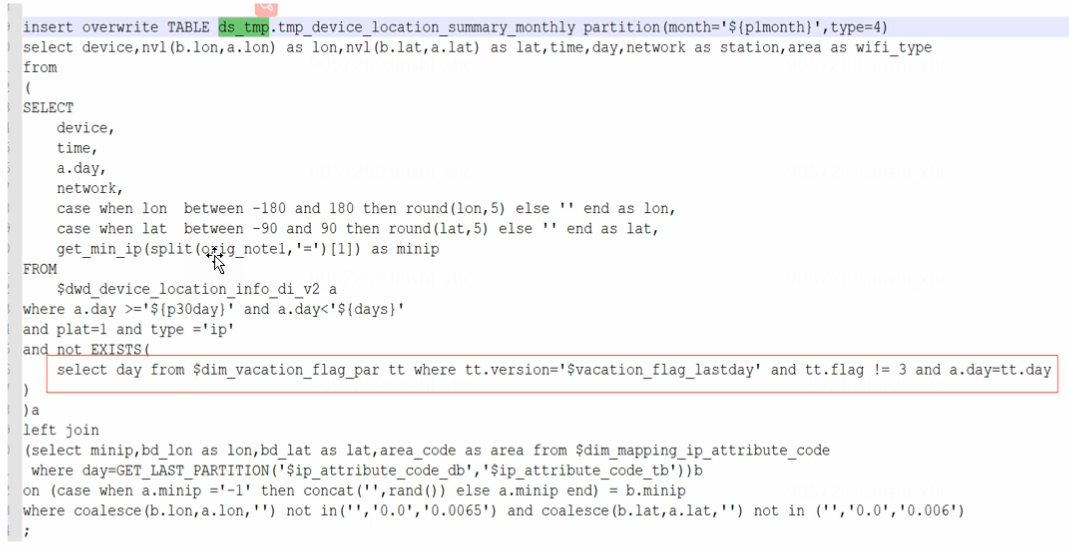 insert overwrite TABLE ds_tmp.tmp_device_location_summary_monthly partition(month='${p1month}',type=4)
select device,nvl(b.lon,a.lon) as lon,nvl(b.lat,a.lat) as lat,time,day,network as station,area as wifi_type
from
(
SELECT
    device,
    time,
    a.day,
    network,
    case when lon  between -180 and 180 then round(lon,5) else '' end as lon,
    case when lat  between -90 and 90 then round(lat,5) else '' end as lat,
    get_min_ip(split(orig_note1,'=')[1]) as minip
FROM
    $dwd_device_location_info_di_v2 a
where a.day >='${p30day}' and a.day<'${days}'
and plat=1 and type ='ip'
and not EXISTS(
    select day from $dim_vacation_flag_par tt where tt.version='$vacation_flag_lastday' and tt.flag != 3 and a.day=tt.day
)
)a
left join
(select minip,bd_lon as lon,bd_lat as lat,area_code as area from $dim_mapping_ip_attribute_code
 where day=GET_LAST_PARTITION('$ip_attribute_code_db','$ip_attribute_code_tb'))b
on (case when a.minip ='-1' then concat('',rand()) else a.minip end) = b.minip
where coalesce(b.lon,a.lon,'') not in('','0.0','0.0065') and coalesce(b.lat,a.lat,'') not in ('','0.0','0.006')
;